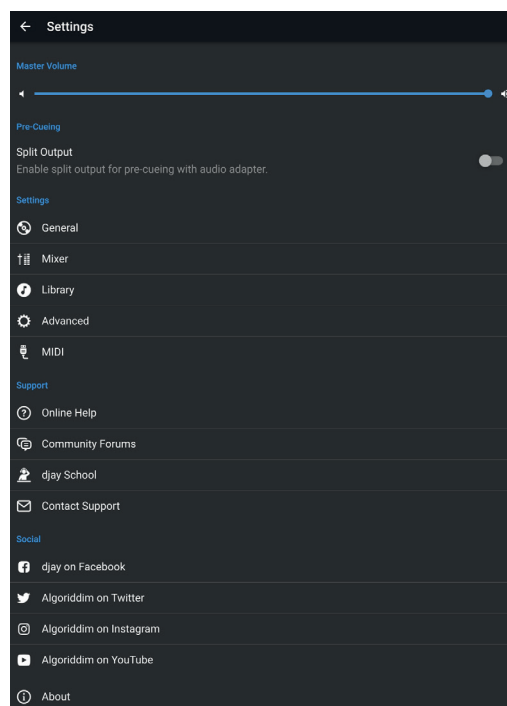 Settings
Master Volume
Pre-Cueing
Split Output
Enable split output for pre-cueing with audio adapter.
Settings
General
Mixer
Library
Advanced
MIDI
Support
Online Help
Community Forums
djay School
Contact Support
Social
djay on Facebook
Algoriddim on Twitter
Algoriddim on Instagram
Algoriddim on YouTube
About